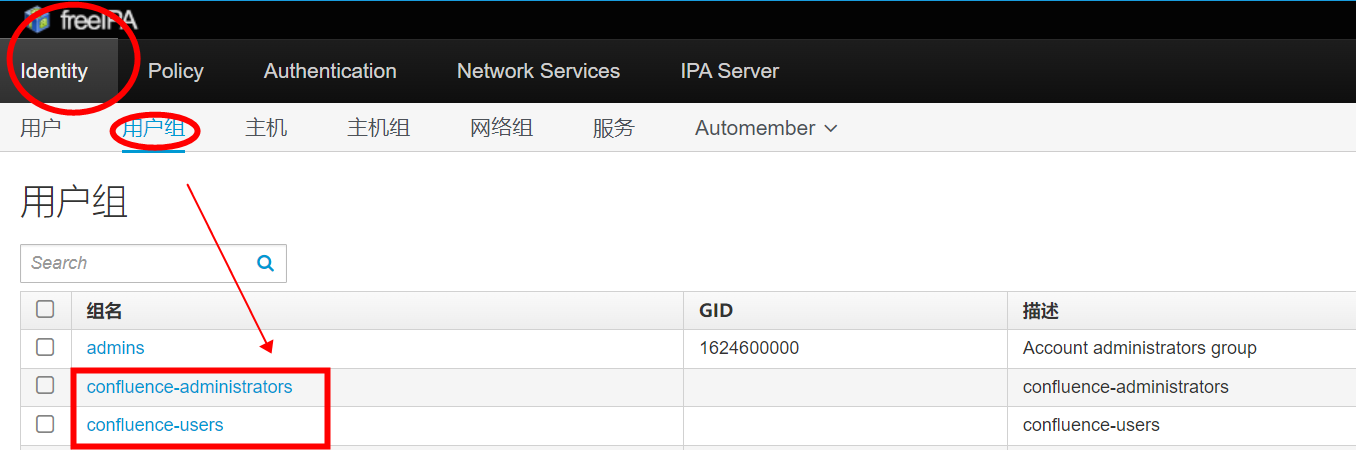 freeIPA
Identity Policy Authentication Network Services IPA Server
用户 用户组 主机 主机组 网络组 服务 Automember
用户组
Search
组名 GID 描述
admins 1624600000 Account administrators group
confluence-administrators confluence-administrators
confluence-users confluence-users